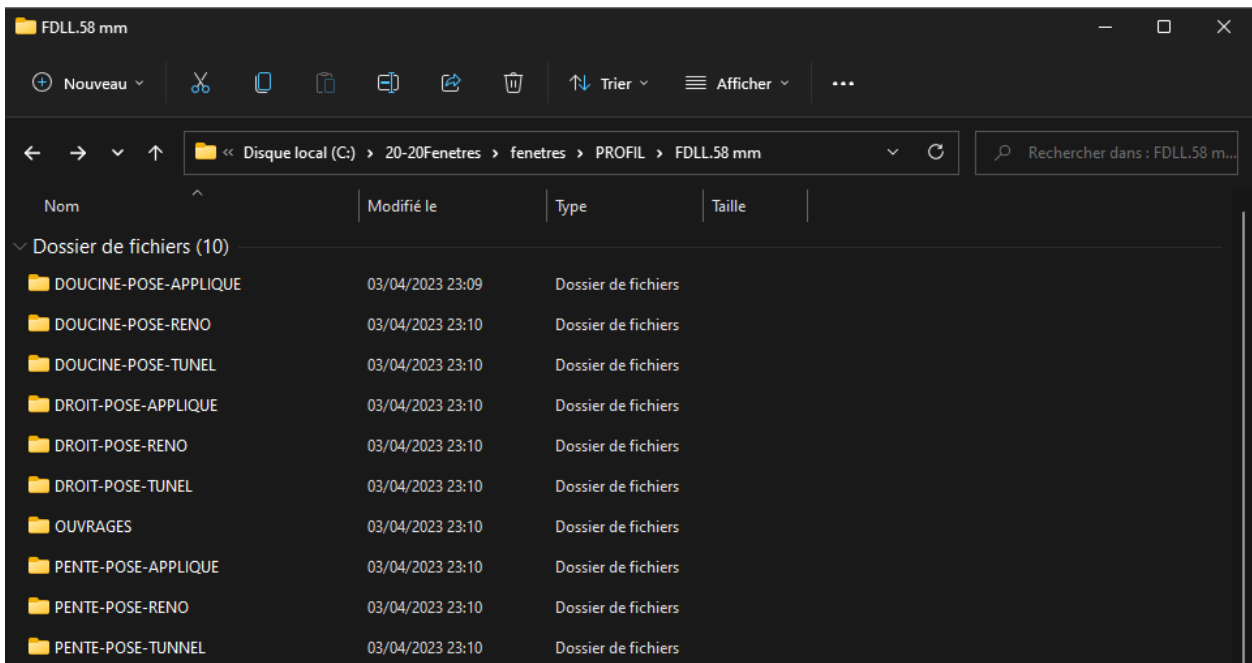 FDLL.58 mm
Nouveau Trier Afficher
« Disque local (C:) > 20-20Fenetres > fenetres > PROFIL > FDLL.58 mm Rechercher dans : FDLL.58 m...
Nom Modifié le Type Taille
Dossier de fichiers (10)
DOUCINE-POSE-APPLIQUE 03/04/2023 23:09 Dossier de fichiers
DOUCINE-POSE-RENO 03/04/2023 23:10 Dossier de fichiers
DOUCINE-POSE-TUNEL 03/04/2023 23:10 Dossier de fichiers
DROIT-POSE-APPLIQUE 03/04/2023 23:10 Dossier de fichiers
DROIT-POSE-RENO 03/04/2023 23:10 Dossier de fichiers
DROIT-POSE-TUNEL 03/04/2023 23:10 Dossier de fichiers
OUVRAGES 03/04/2023 23:10 Dossier de fichiers
PENTE-POSE-APPLIQUE 03/04/2023 23:10 Dossier de fichiers
PENTE-POSE-RENO 03/04/2023 23:10 Dossier de fichiers
PENTE-POSE-TUNNEL 03/04/2023 23:10 Dossier de fichiers